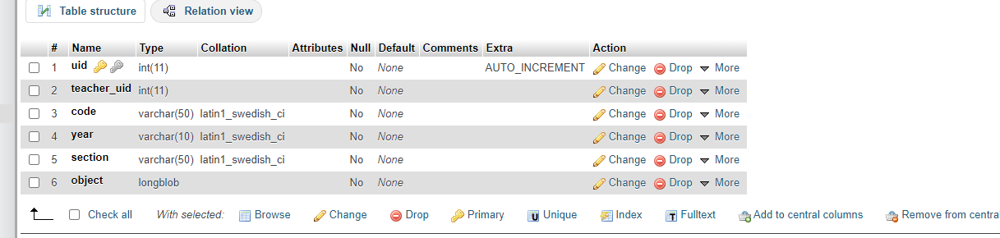 Table structure Relation view
# Name Type Collation Attributes Null Default Comments Extra Action
1 uid int(11) No None AUTO_INCREMENT Change Drop More
2 teacher_uid int(11) No None Change Drop More
3 code varchar(50) latin1_swedish_ci No None Change Drop More
4 year varchar(10) latin1_swedish_ci No None Change Drop More
5 section varchar(50) latin1_swedish_ci No None Change Drop More
6 object longblob No None Change Drop More
Check all With selected: Browse Change Drop Primary Unique Index Fulltext Add to central columns Remove from central